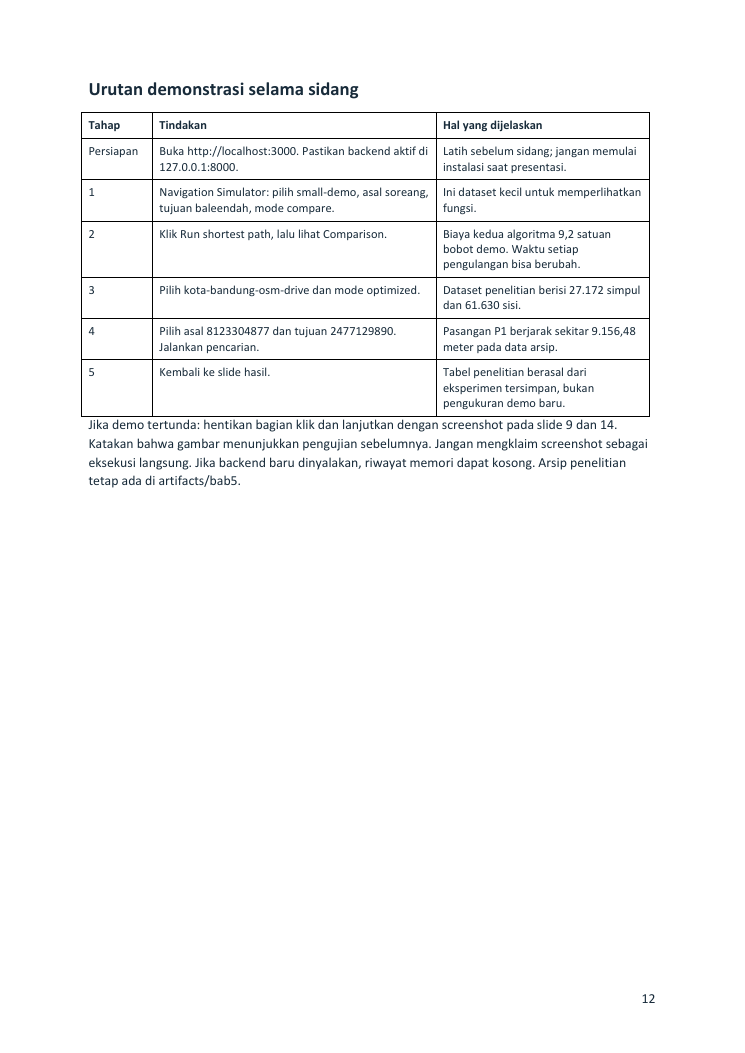 Urutan demonstrasi selama sidang
Tahap Tindakan Hal yang dijelaskan
Persiapan Buka http://localhost:3000. Pastikan backend aktif di Latih sebelum sidang; jangan memulai
127.0.0.1:8000. instalasi saat presentasi.
1 Navigation Simulator: pilih small-demo, asal soreang, Ini dataset kecil untuk memperlihatkan
tujuan baleendah, mode compare. fungsi.
2 Klik Run shortest path, lalu lihat Comparison. Biaya kedua algoritma 9,2 satuan
bobot demo. Waktu setiap
pengulangan bisa berubah.
3 Pilih kota-bandung-osm-drive dan mode optimized. Dataset penelitian berisi 27.172 simpul
dan 61.630 sisi.
4 Pilih asal 8123304877 dan tujuan 2477129890. Pasangan P1 berjarak sekitar 9.156,48
Jalankan pencarian. meter pada data arsip.
5 Kembali ke slide hasil. Tabel penelitian berasal dari
eksperimen tersimpan, bukan
pengukuran demo baru.
Jika demo tertunda: hentikan bagian klik dan lanjutkan dengan screenshot pada slide 9 dan 14.
Katakan bahwa gambar menunjukkan pengujian sebelumnya. Jangan mengklaim screenshot sebagai
eksekusi langsung. Jika backend baru dinyalakan, riwayat memori dapat kosong. Arsip penelitian
tetap ada di artifacts/bab5.
12